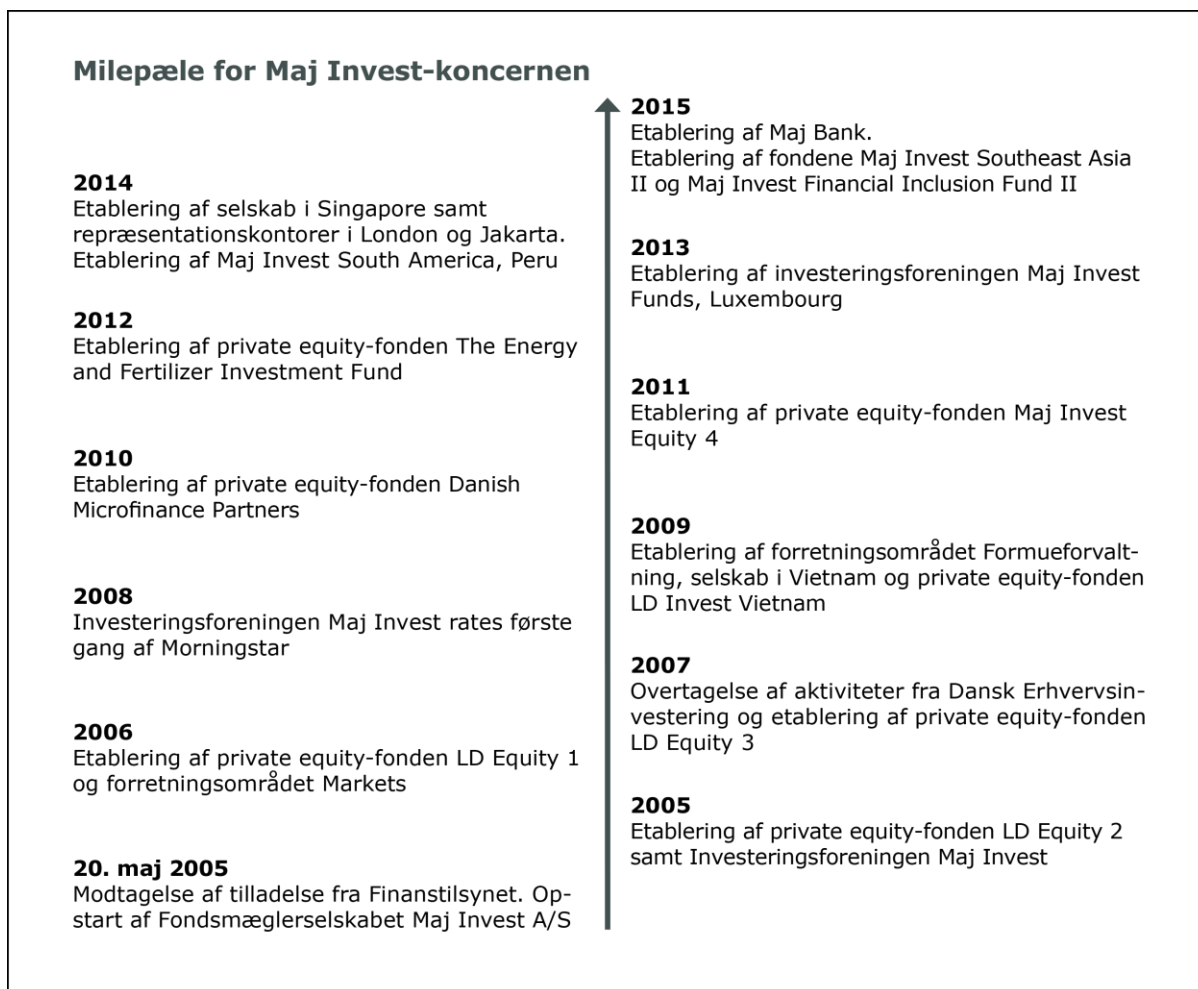 Milepæle for Maj Invest-koncernen
2015
Etablering af Maj Bank.
Etablering af fondene Maj Invest Southeast Asia
II og Maj Invest Financial Inclusion Fund II
2014
Etablering af selskab i Singapore samt
repræsentationskontorer i London og Jakarta.
Etablering af Maj Invest South America, Peru
2013
Etablering af investeringsforeningen Maj Invest
Funds, Luxembourg
2012
Etablering af private equity-fonden The Energy
and Fertilizer Investment Fund
2011
Etablering af private equity-fonden Maj Invest
Equity 4
2010
Etablering af private equity-fonden Danish
Microfinance Partners
2009
Etablering af forretningsområdet Formueforvalt-
ning, selskab i Vietnam og private equity-fonden
LD Invest Vietnam
2008
Investeringsforeningen Maj Invest rates første
gang af Morningstar
2007
Overtagelse af aktiviteter fra Dansk Erhvervsin-
vestering og etablering af private equity-fonden
LD Equity 3
2006
Etablering af private equity-fonden LD Equity 1
og forretningsområdet Markets
2005
Etablering af private equity-fonden LD Equity 2
samt Investeringsforeningen Maj Invest
20. maj 2005
Modtagelse af tilladelse fra Finanstilsynet. Op-
start af Fondsmæglerselskabet Maj Invest A/S